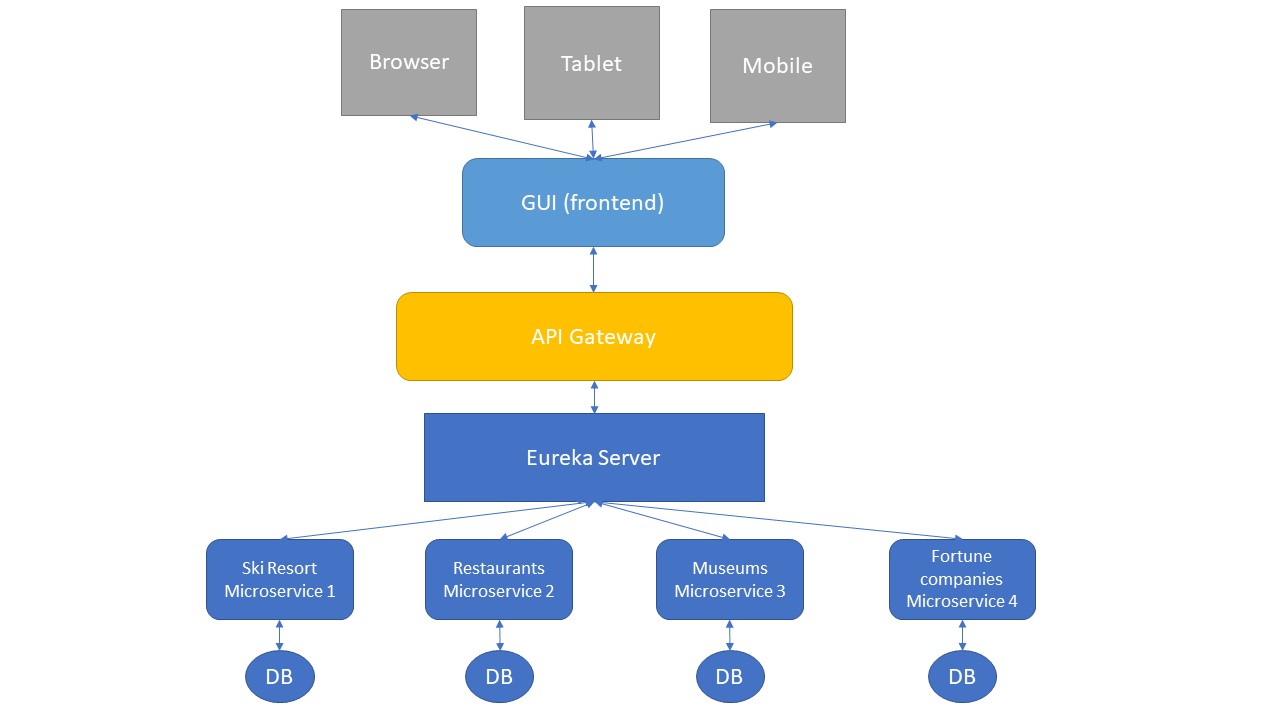 Browser
Tablet
Mobile
GUI (frontend)
API Gateway
Eureka Server
Ski Resort
Microservice 1
Restaurants
Microservice 2
Museums
Microservice 3
Fortune
companies
Microservice 4
DB
DB
DB
DB